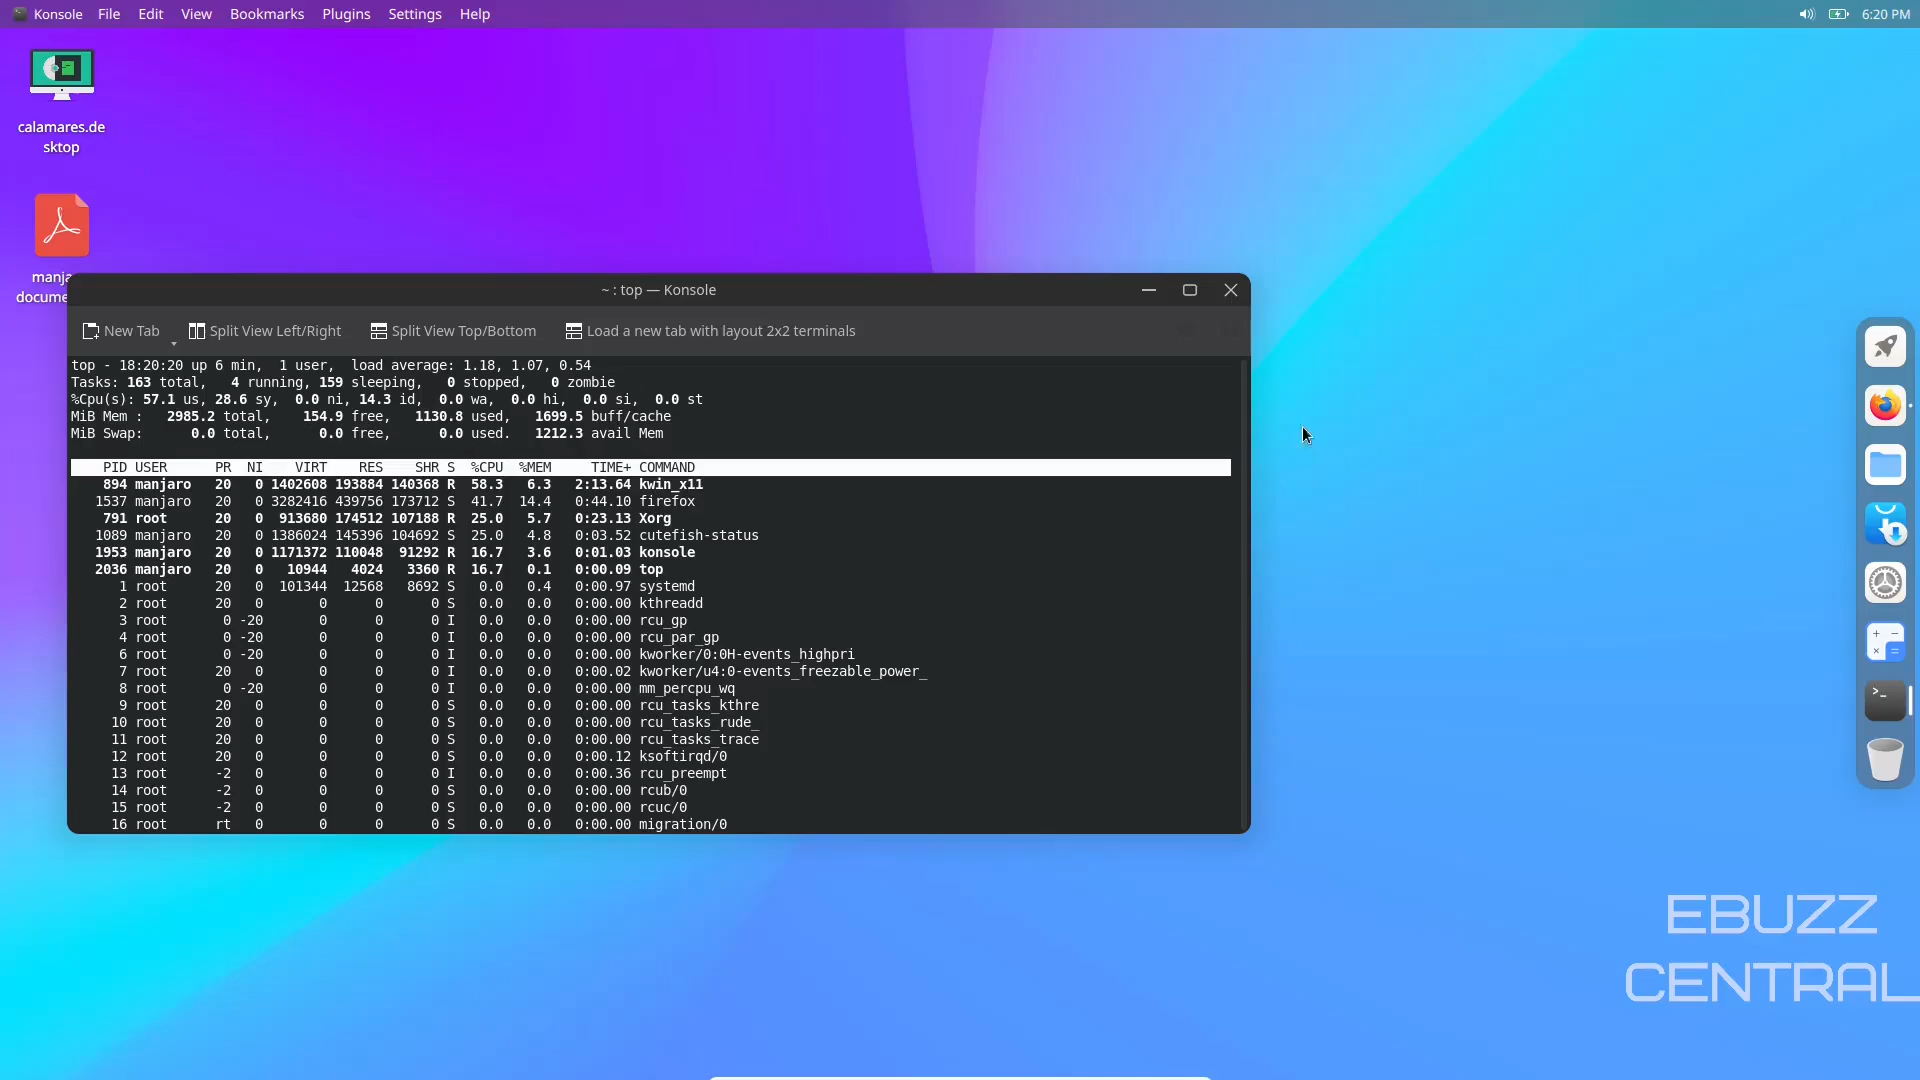 Konsole File Edit View Bookmarks Plugins Settings Help 6:20 PM
calamares.de
sktop
manja
docume
~ : top — Konsole
New Tab Split View Left/Right Split View Top/Bottom Load a new tab with layout 2x2 terminals
top - 18:20:20 up 6 min,  1 user,  load average: 1.18, 1.07, 0.54
Tasks: 163 total,   4 running, 159 sleeping,   0 stopped,   0 zombie
%Cpu(s): 57.1 us, 28.6 sy,  0.0 ni, 14.3 id,  0.0 wa,  0.0 hi,  0.0 si,  0.0 st
MiB Mem :   2985.2 total,    154.9 free,   1130.8 used,   1699.5 buff/cache
MiB Swap:      0.0 total,      0.0 free,      0.0 used.   1212.3 avail Mem
PID USER      PR  NI    VIRT    RES    SHR S  %CPU  %MEM     TIME+ COMMAND
894 manjaro   20   0 1402608 193884 140368 R  58.3   6.3   2:13.64 kwin_x11
1537 manjaro   20   0 3282416 439756 173712 S  41.7  14.4   0:44.10 firefox
791 root      20   0  913680 174512 107188 R  25.0   5.7   0:23.13 Xorg
1089 manjaro   20   0 1386024 145396 104692 S  25.0   4.8   0:03.52 cutefish-status
1953 manjaro   20   0 1171372 110048  91292 R  16.7   3.6   0:01.03 konsole
2036 manjaro   20   0   10944   4024   3360 R  16.7   0.1   0:00.09 top
1 root      20   0  101344  12568   8692 S   0.0   0.4   0:00.97 systemd
2 root      20   0       0      0      0 S   0.0   0.0   0:00.00 kthreadd
3 root       0 -20       0      0      0 I   0.0   0.0   0:00.00 rcu_gp
4 root       0 -20       0      0      0 I   0.0   0.0   0:00.00 rcu_par_gp
6 root       0 -20       0      0      0 I   0.0   0.0   0:00.00 kworker/0:0H-events_highpri
7 root      20   0       0      0      0 I   0.0   0.0   0:00.02 kworker/u4:0-events_freezable_power_
8 root       0 -20       0      0      0 I   0.0   0.0   0:00.00 mm_percpu_wq
9 root      20   0       0      0      0 S   0.0   0.0   0:00.00 rcu_tasks_kthre
10 root      20   0       0      0      0 S   0.0   0.0   0:00.00 rcu_tasks_rude_
11 root      20   0       0      0      0 S   0.0   0.0   0:00.00 rcu_tasks_trace
12 root      20   0       0      0      0 S   0.0   0.0   0:00.12 ksoftirqd/0
13 root      -2   0       0      0      0 I   0.0   0.0   0:00.36 rcu_preempt
14 root      -2   0       0      0      0 S   0.0   0.0   0:00.00 rcub/0
15 root      -2   0       0      0      0 S   0.0   0.0   0:00.00 rcuc/0
16 root      rt   0       0      0      0 S   0.0   0.0   0:00.00 migration/0
EBUZZ
CENTRAL